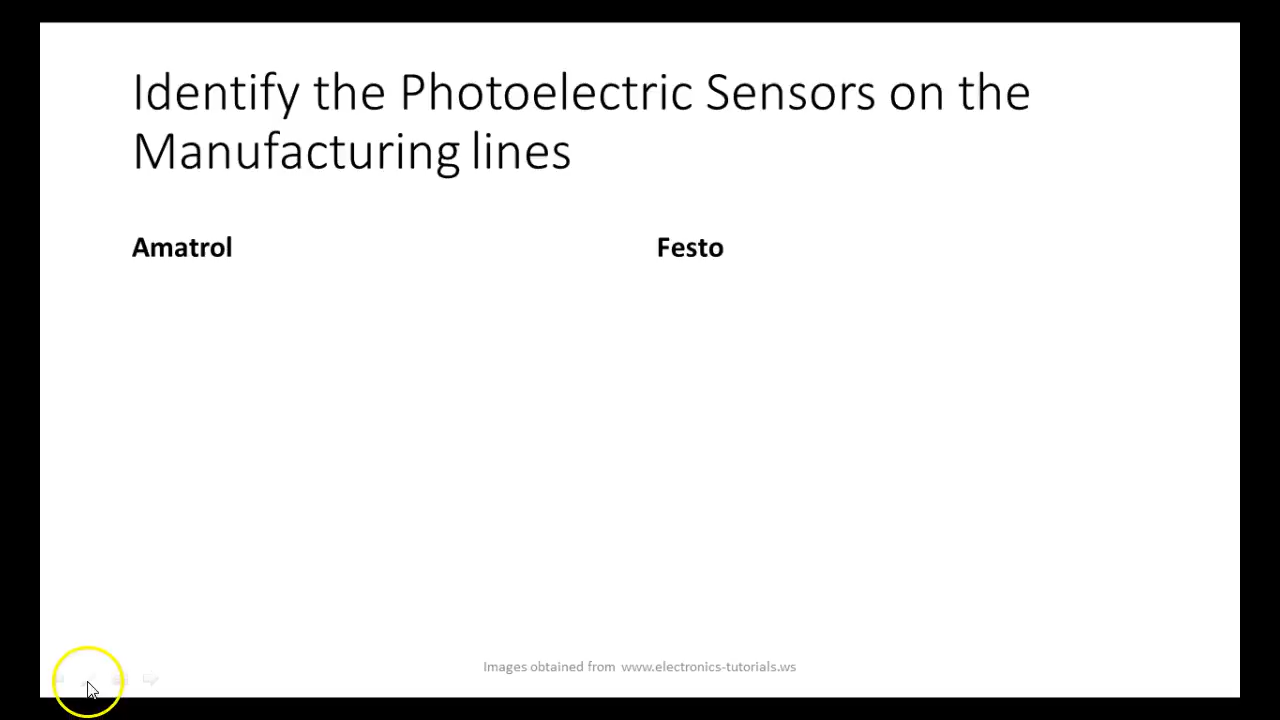 Identify the Photoelectric Sensors on the
Manufacturing lines
Amatrol
Festo
Images obtained from www.electronics-tutorials.ws